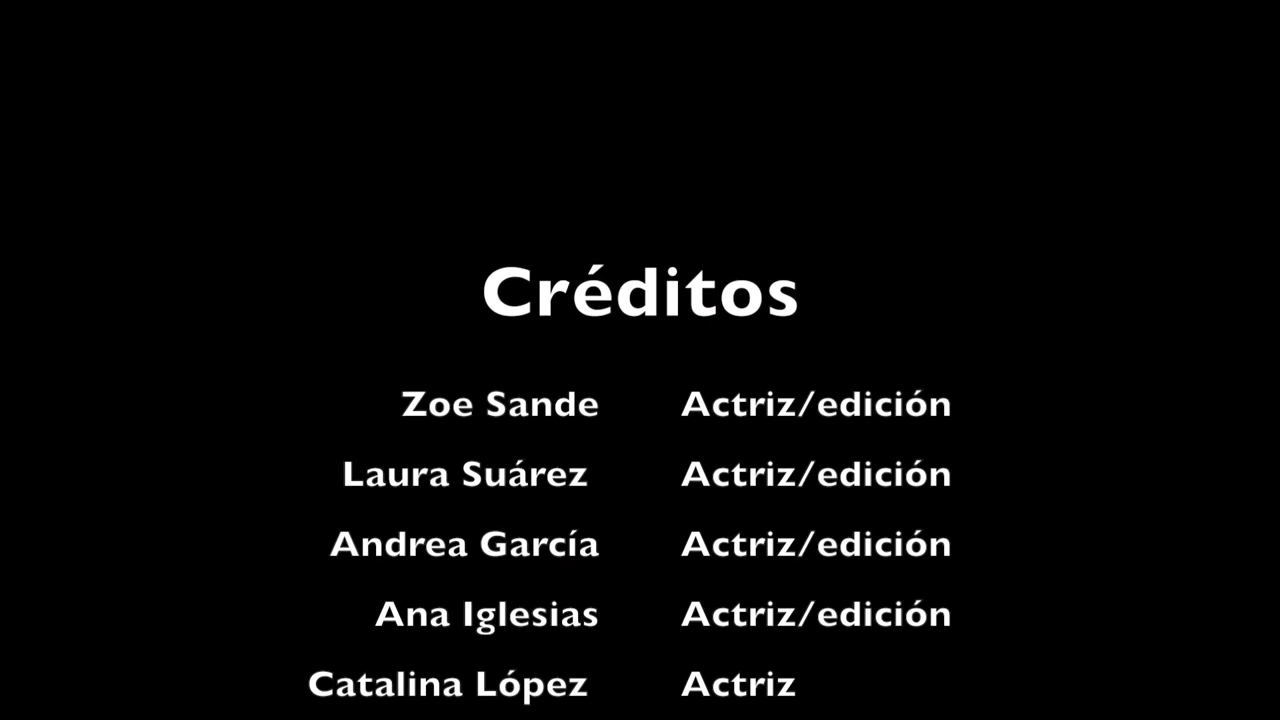 Créditos
Zoe Sande Actriz/edición
Laura Suárez Actriz/edición
Andrea García Actriz/edición
Ana Iglesias Actriz/edición
Catalina López Actriz